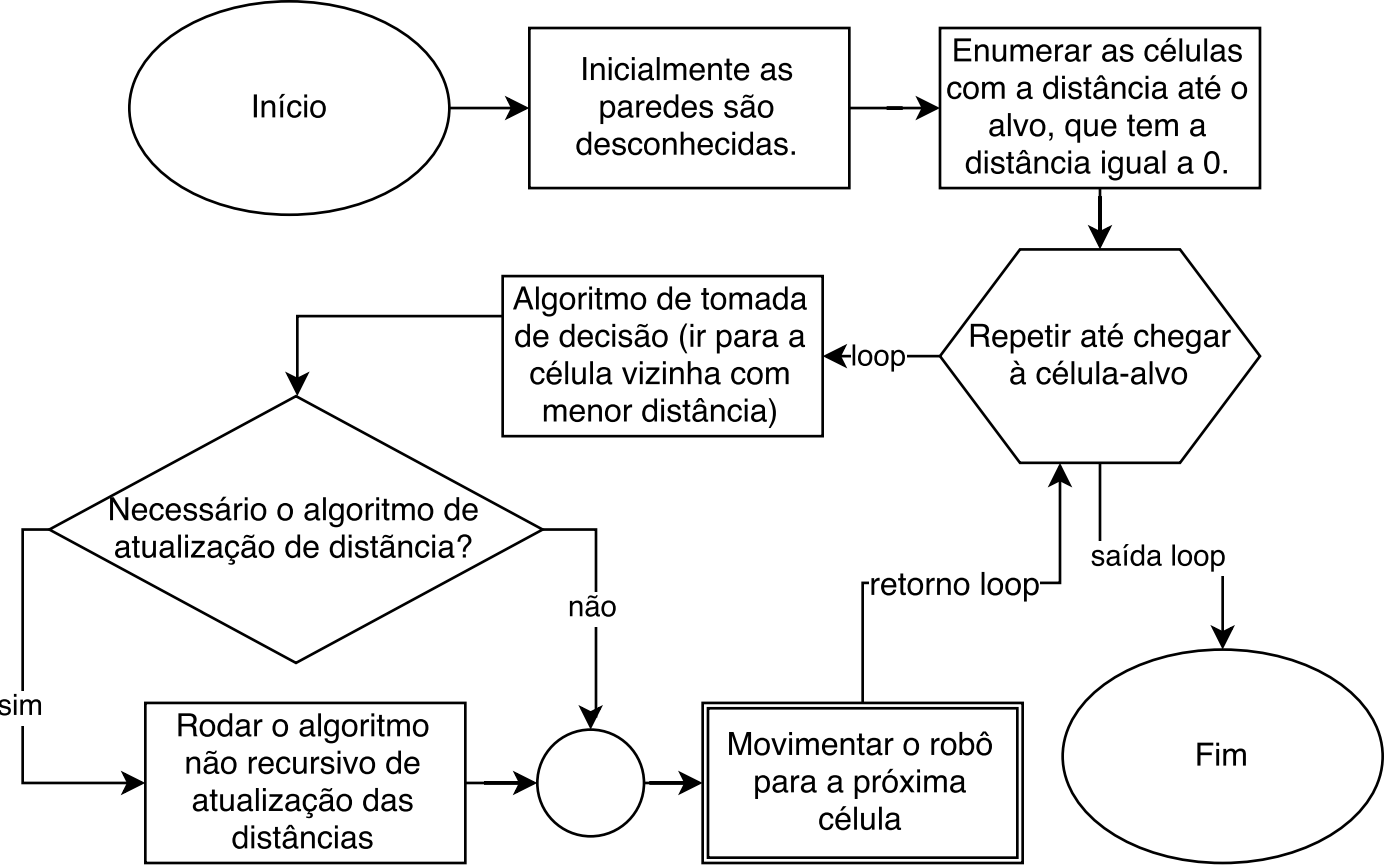 Início
Inicialmente as
paredes são
desconhecidas.
Enumerar as células
com a distância até o
alvo, que tem a
distância igual a 0.
Repetir até chegar
à célula-alvo
loop
Algoritmo de tomada
de decisão (ir para a
célula vizinha com
menor distância)
Necessário o algoritmo de
atualização de distãncia?
sim
não
Rodar o algoritmo
não recursivo de
atualização das
distâncias
Movimentar o robô
para a próxima
célula
retorno loop
saída loop
Fim